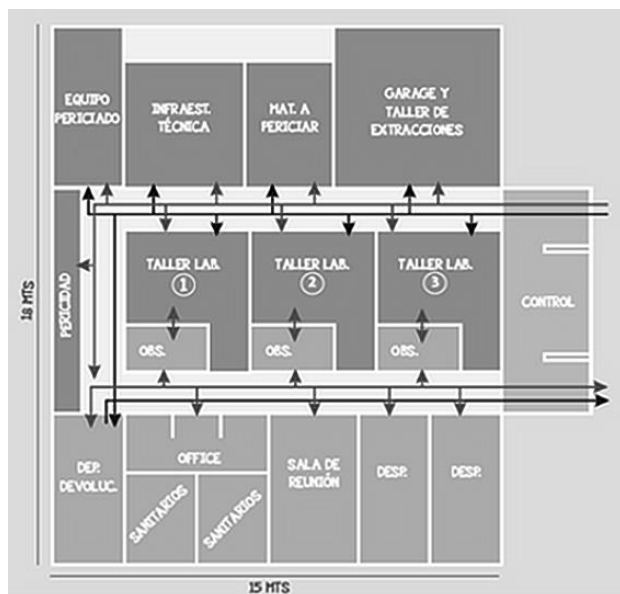 EQUIPO
PERICIADO
INFRAEST.
TÉCNICA
MAT. A
PERICIAR
GARAGE Y
TALLER DE
EXTRACCIONES
PERICIDAD
18 MTS
TALLER LAB.
1
TALLER LAB.
2
TALLER LAB.
3
CONTROL
OBS.
OBS.
OBS.
DEP.
DEVOLUC.
OFFICE
SANITARIOS
SANITARIOS
SALA DE
REUNIÓN
DESP.
DESP.
15 MTS